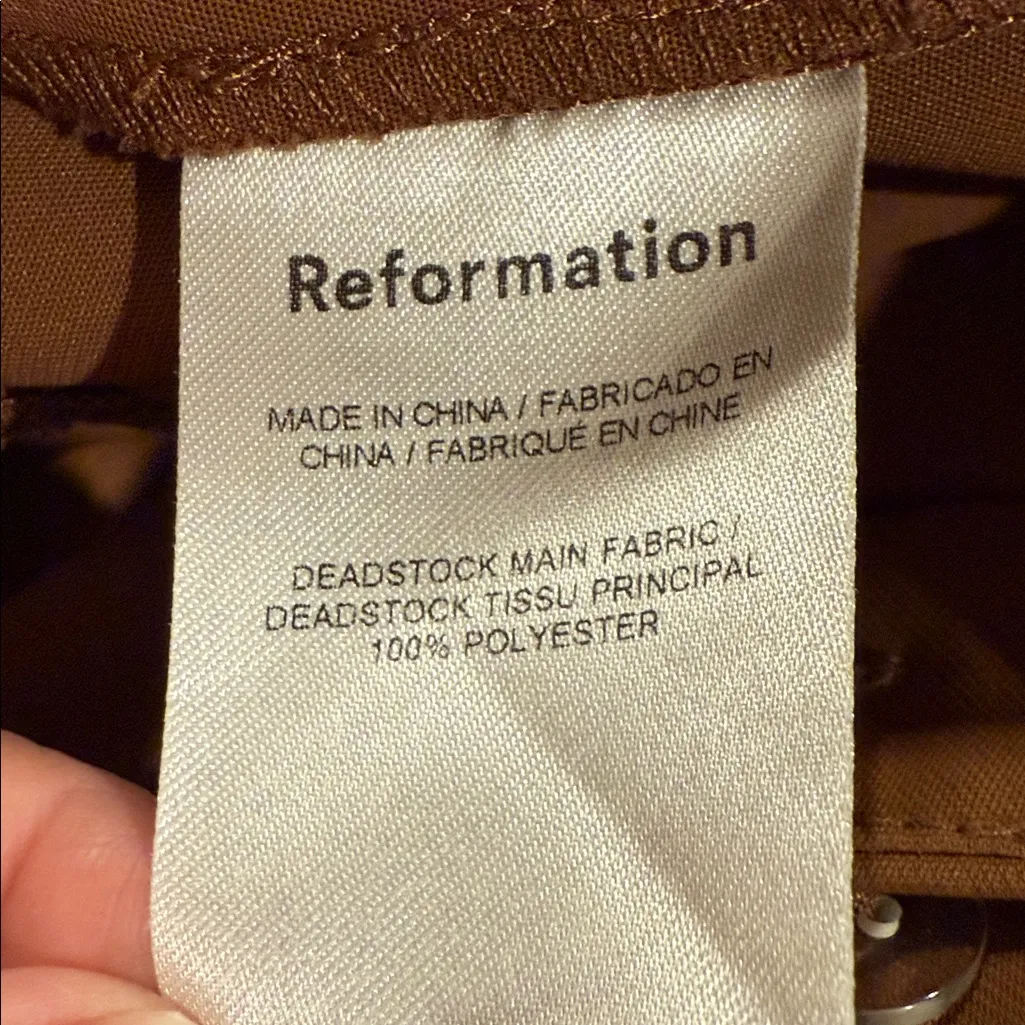 Reformation
MADE IN CHINA / FABRICADO EN
CHINA / FABRIQUÉ EN CHINE
DEADSTOCK MAIN FABRIC /
DEADSTOCK TISSU PRINCIPAL
100% POLYESTER